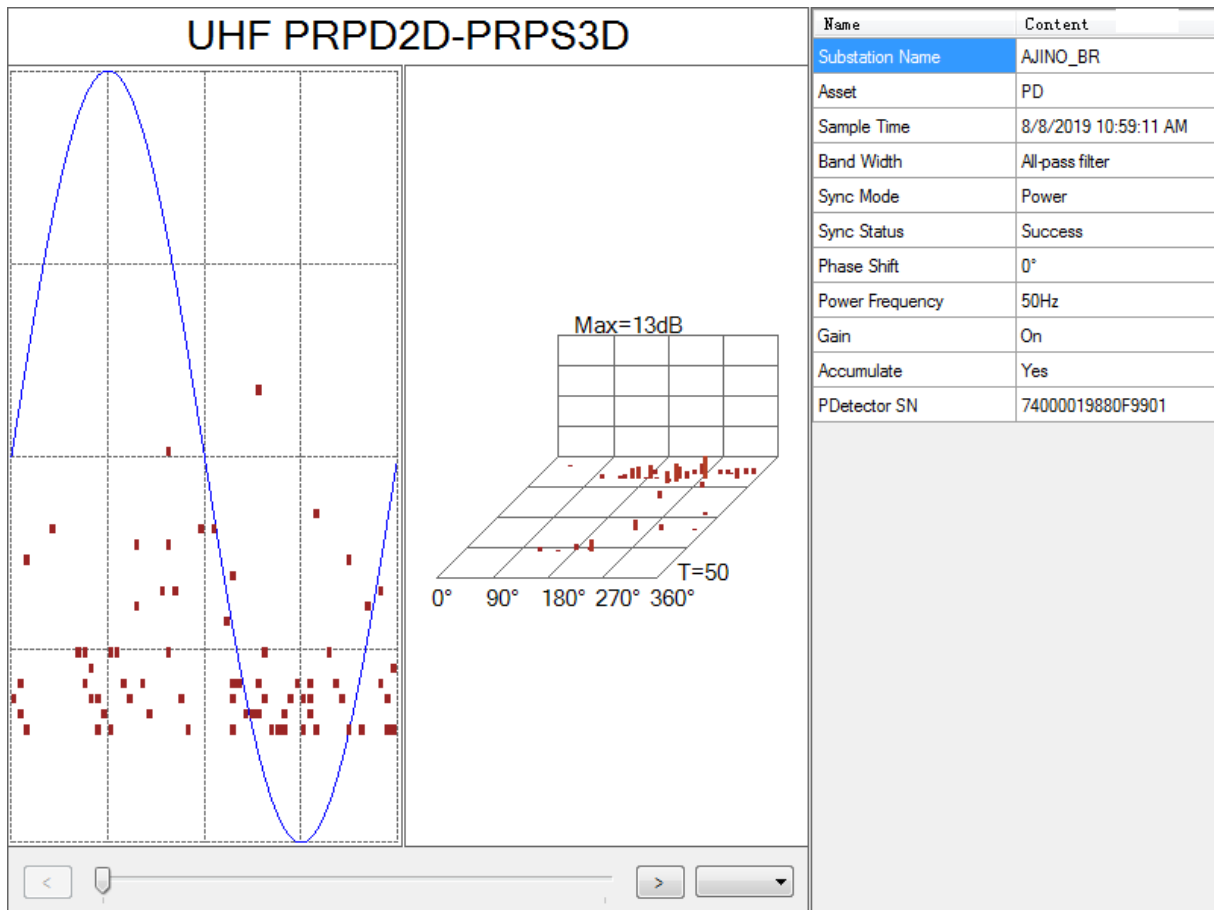 UHF PRPD2D-PRPS3D
Max=13dB
T=50
0° 90° 180° 270° 360°
< >
Name Content
Substation Name AJINO_BR
Asset PD
Sample Time 8/8/2019 10:59:11 AM
Band Width All-pass filter
Sync Mode Power
Sync Status Success
Phase Shift 0°
Power Frequency 50Hz
Gain On
Accumulate Yes
PDetector SN 74000019880F9901